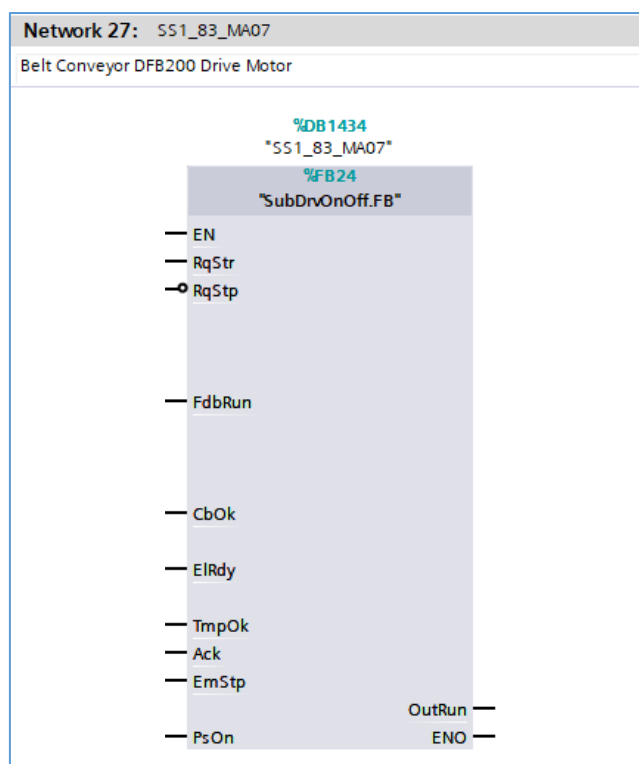 Network 27: SS1_83_MA07
Belt Conveyor DFB200 Drive Motor
%DB1434
"SS1_83_MA07"
%FB24
"SubDrvOnOff.FB"
EN
RqStr
RqStp
FdbRun
CbOk
ElRdy
TmpOk
Ack
EmStp
OutRun
PsOn ENO